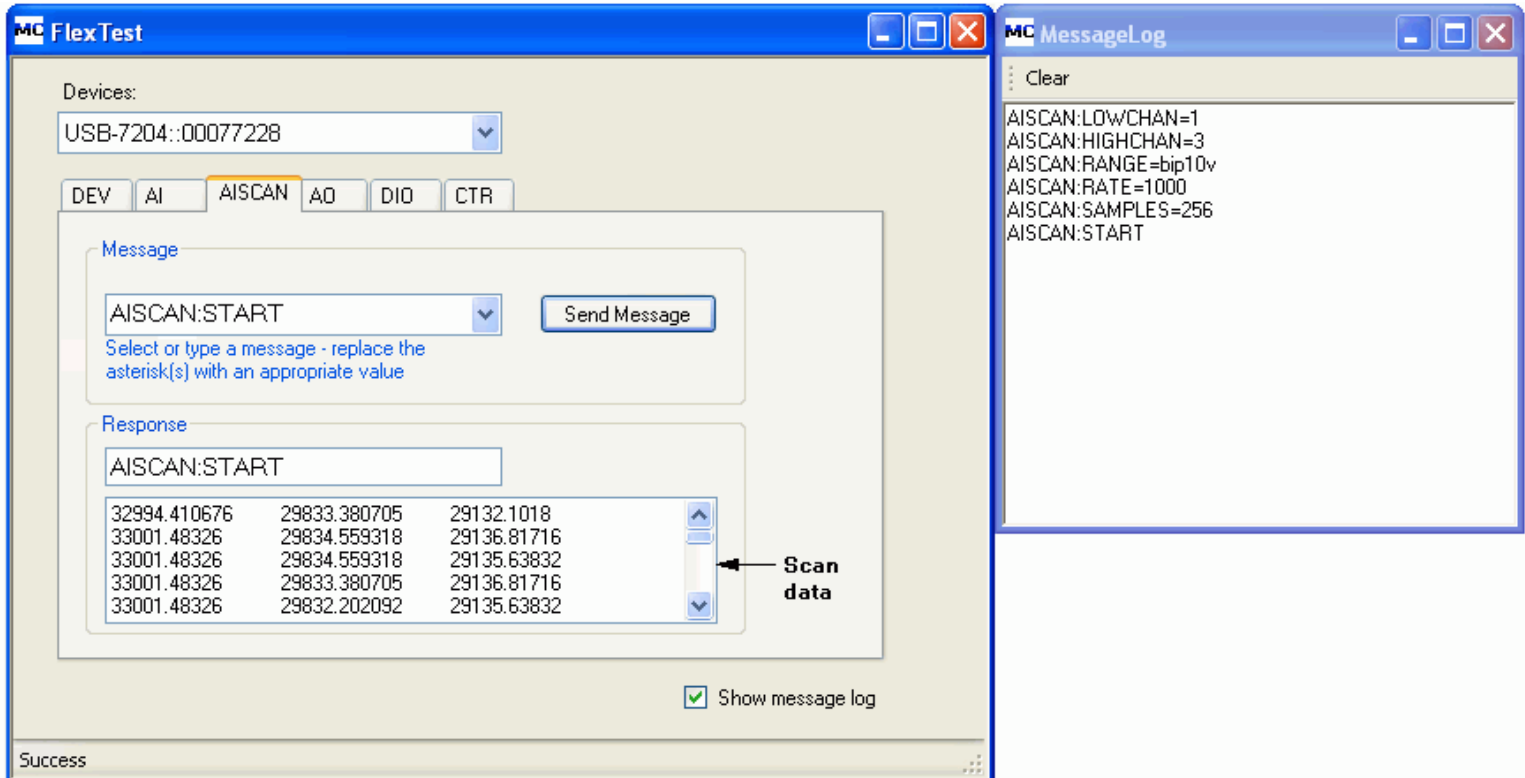 MC FlexTest
Devices:
USB-7204::00077228
DEV AI AISCAN AO DIO CTR
Message
AISCAN:START
Send Message
Select or type a message - replace the
asterisk(s) with an appropriate value
Response
AISCAN:START
32994.410676 29833.380705 29132.1018
33001.48326 29834.559318 29136.81716
33001.48326 29834.559318 29135.63832
33001.48326 29833.380705 29136.81716
33001.48326 29832.202092 29135.63832
Scan
data
Show message log
Success
MC MessageLog
Clear
AISCAN:LOWCHAN=1
AISCAN:HIGHCHAN=3
AISCAN:RANGE=bip10v
AISCAN:RATE=1000
AISCAN:SAMPLES=256
AISCAN:START